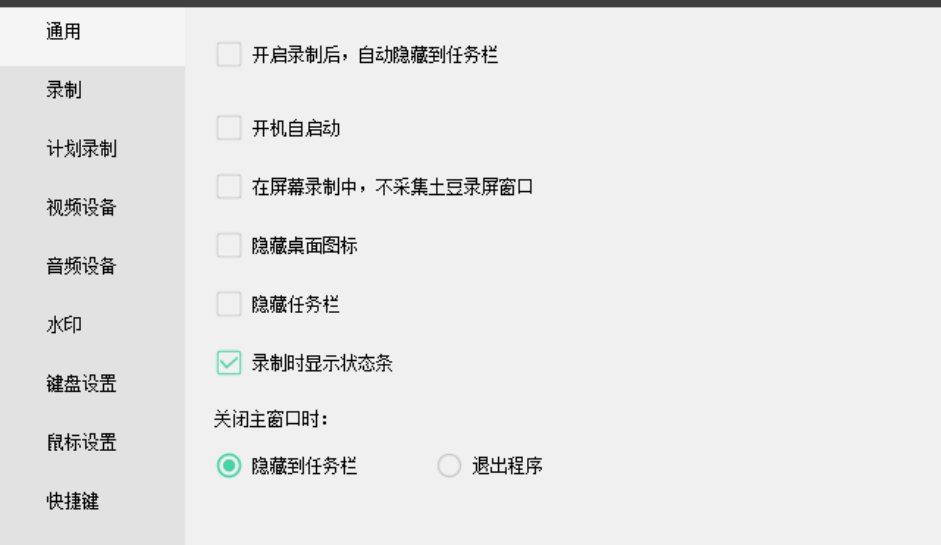 通用
录制
计划录制
视频设备
音频设备
水印
键盘设置
鼠标设置
快捷键
开启录制后，自动隐藏到任务栏
开机自启动
在屏幕录制中，不采集土豆录屏窗口
隐藏桌面图标
隐藏任务栏
录制时显示状态条
关闭主窗口时：
隐藏到任务栏 退出程序